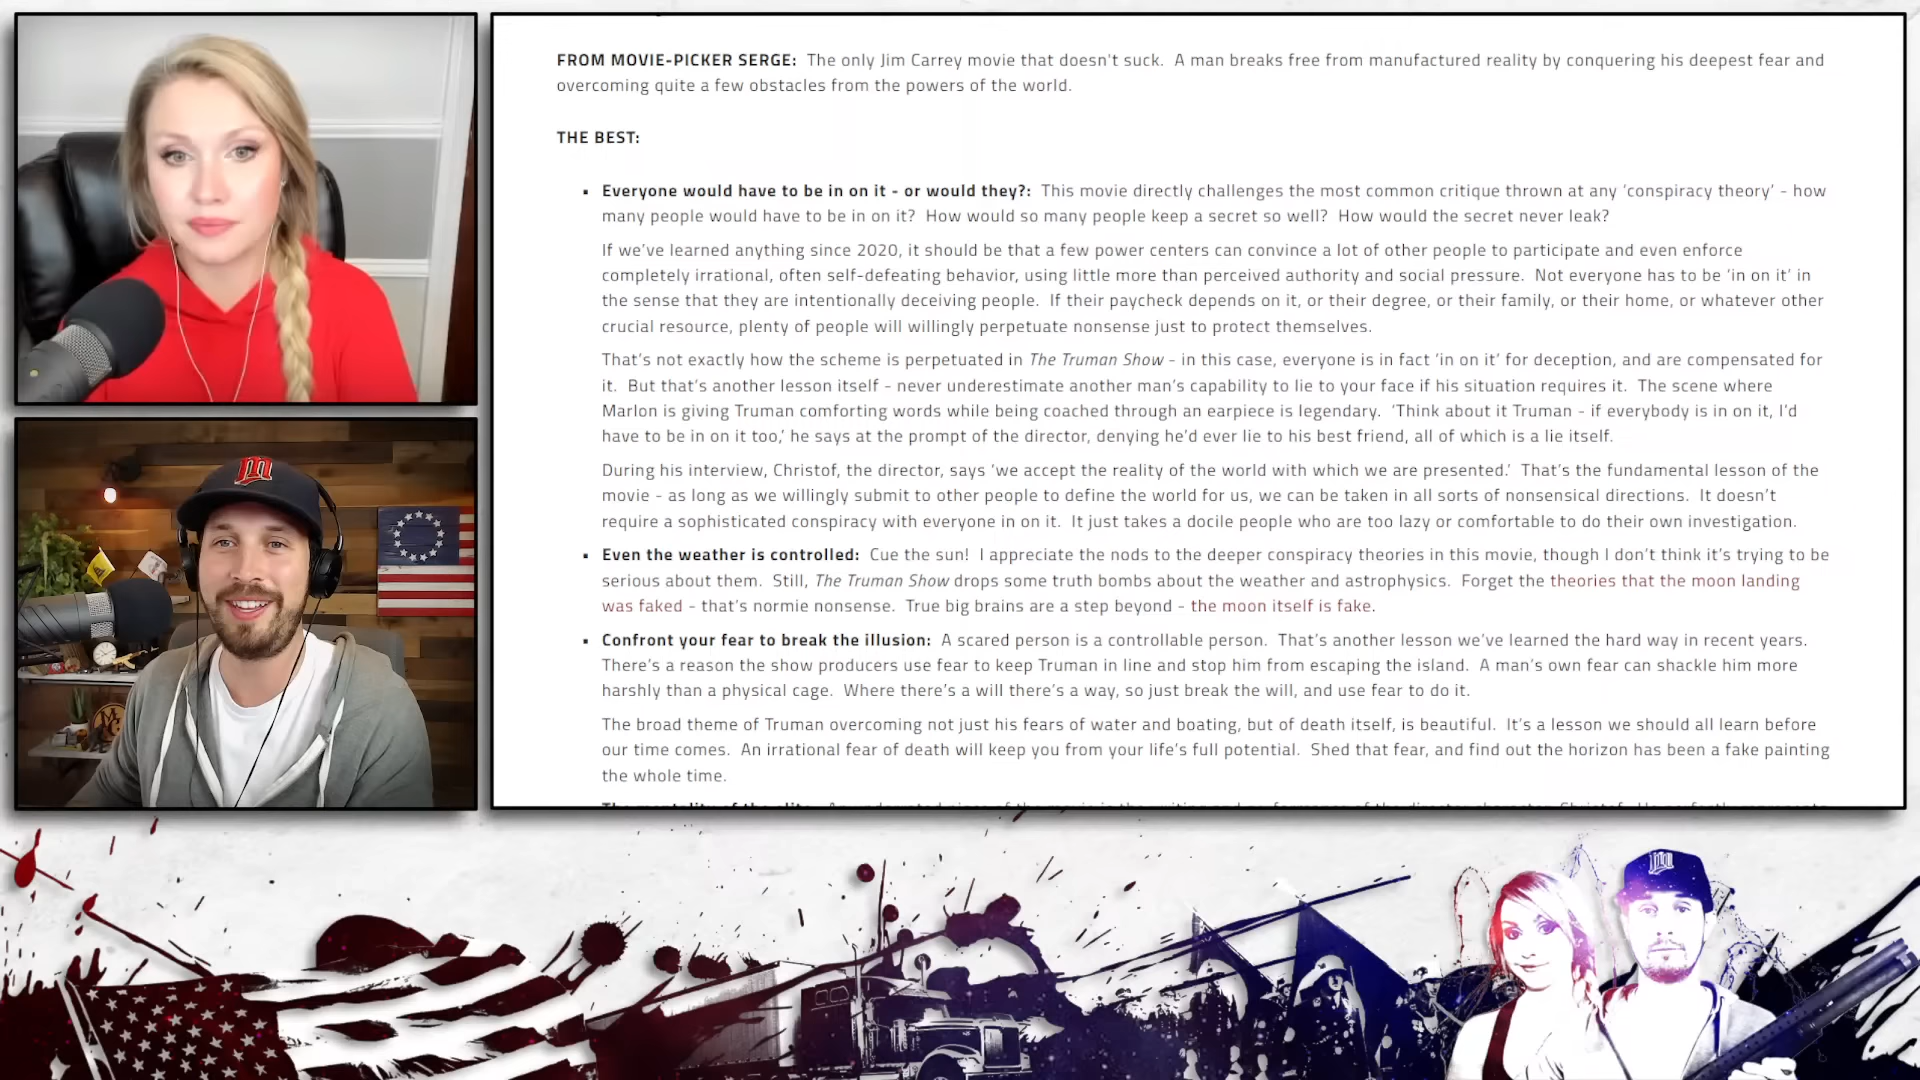 FROM MOVIE-PICKER SERGE: The only Jim Carrey movie that doesn't suck. A man breaks free from manufactured reality by conquering his deepest fear and
overcoming quite a few obstacles from the powers of the world.
THE BEST:
▪ Everyone would have to be in on it - or would they?: This movie directly challenges the most common critique thrown at any ‘conspiracy theory’ - how
many people would have to be in on it? How would so many people keep a secret so well? How would the secret never leak?
If we’ve learned anything since 2020, it should be that a few power centers can convince a lot of other people to participate and even enforce
completely irrational, often self-defeating behavior, using little more than perceived authority and social pressure. Not everyone has to be ‘in on it’ in
the sense that they are intentionally deceiving people. If their paycheck depends on it, or their degree, or their family, or their home, or whatever other
crucial resource, plenty of people will willingly perpetuate nonsense just to protect themselves.
That’s not exactly how the scheme is perpetuated in The Truman Show - in this case, everyone is in fact ‘in on it’ for deception, and are compensated for
it. But that’s another lesson itself - never underestimate another man’s capability to lie to your face if his situation requires it. The scene where
Marlon is giving Truman comforting words while being coached through an earpiece is legendary. ‘Think about it Truman - if everybody is in on it, I’d
have to be in on it too,’ he says at the prompt of the director, denying he’d ever lie to his best friend, all of which is a lie itself.
During his interview, Christof, the director, says ‘we accept the reality of the world with which we are presented.’ That’s the fundamental lesson of the
movie - as long as we willingly submit to other people to define the world for us, we can be taken in all sorts of nonsensical directions. It doesn’t
require a sophisticated conspiracy with everyone in on it. It just takes a docile people who are too lazy or comfortable to do their own investigation.
▪ Even the weather is controlled: Cue the sun! I appreciate the nods to the deeper conspiracy theories in this movie, though I don’t think it’s trying to be
serious about them. Still, The Truman Show drops some truth bombs about the weather and astrophysics. Forget the theories that the moon landing
was faked - that’s normie nonsense. True big brains are a step beyond - the moon itself is fake.
▪ Confront your fear to break the illusion: A scared person is a controllable person. That’s another lesson we’ve learned the hard way in recent years.
There’s a reason the show producers use fear to keep Truman in line and stop him from escaping the island. A man’s own fear can shackle him more
harshly than a physical cage. Where there’s a will there’s a way, so just break the will, and use fear to do it.
The broad theme of Truman overcoming not just his fears of water and boating, but of death itself, is beautiful. It’s a lesson we should all learn before
our time comes. An irrational fear of death will keep you from your life’s full potential. Shed that fear, and find out the horizon has been a fake painting
the whole time.